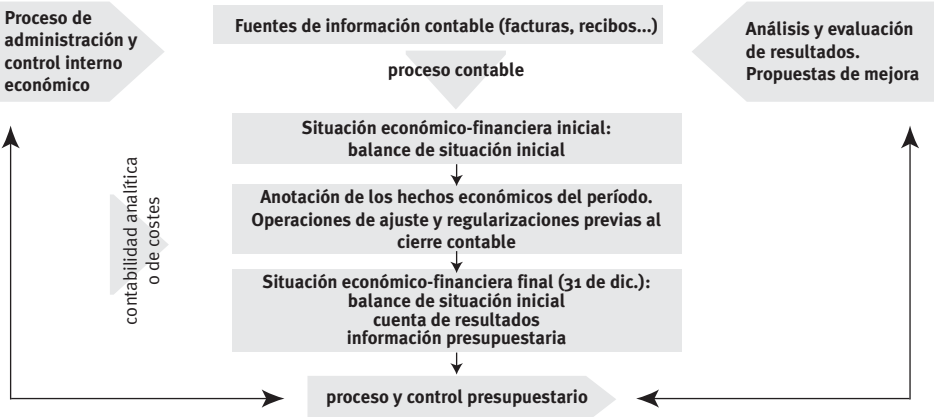 Proceso de
administración y
control interno
económico
Fuentes de información contable (facturas, recibos...)
proceso contable
Análisis y evaluación
de resultados.
Propuestas de mejora
Situación económico-financiera inicial:
balance de situación inicial
contabilidad analítica
o de costes
Anotación de los hechos económicos del período.
Operaciones de ajuste y regularizaciones previas al
cierre contable
Situación económico-financiera final (31 de dic.):
balance de situación inicial
cuenta de resultados
información presupuestaria
proceso y control presupuestario